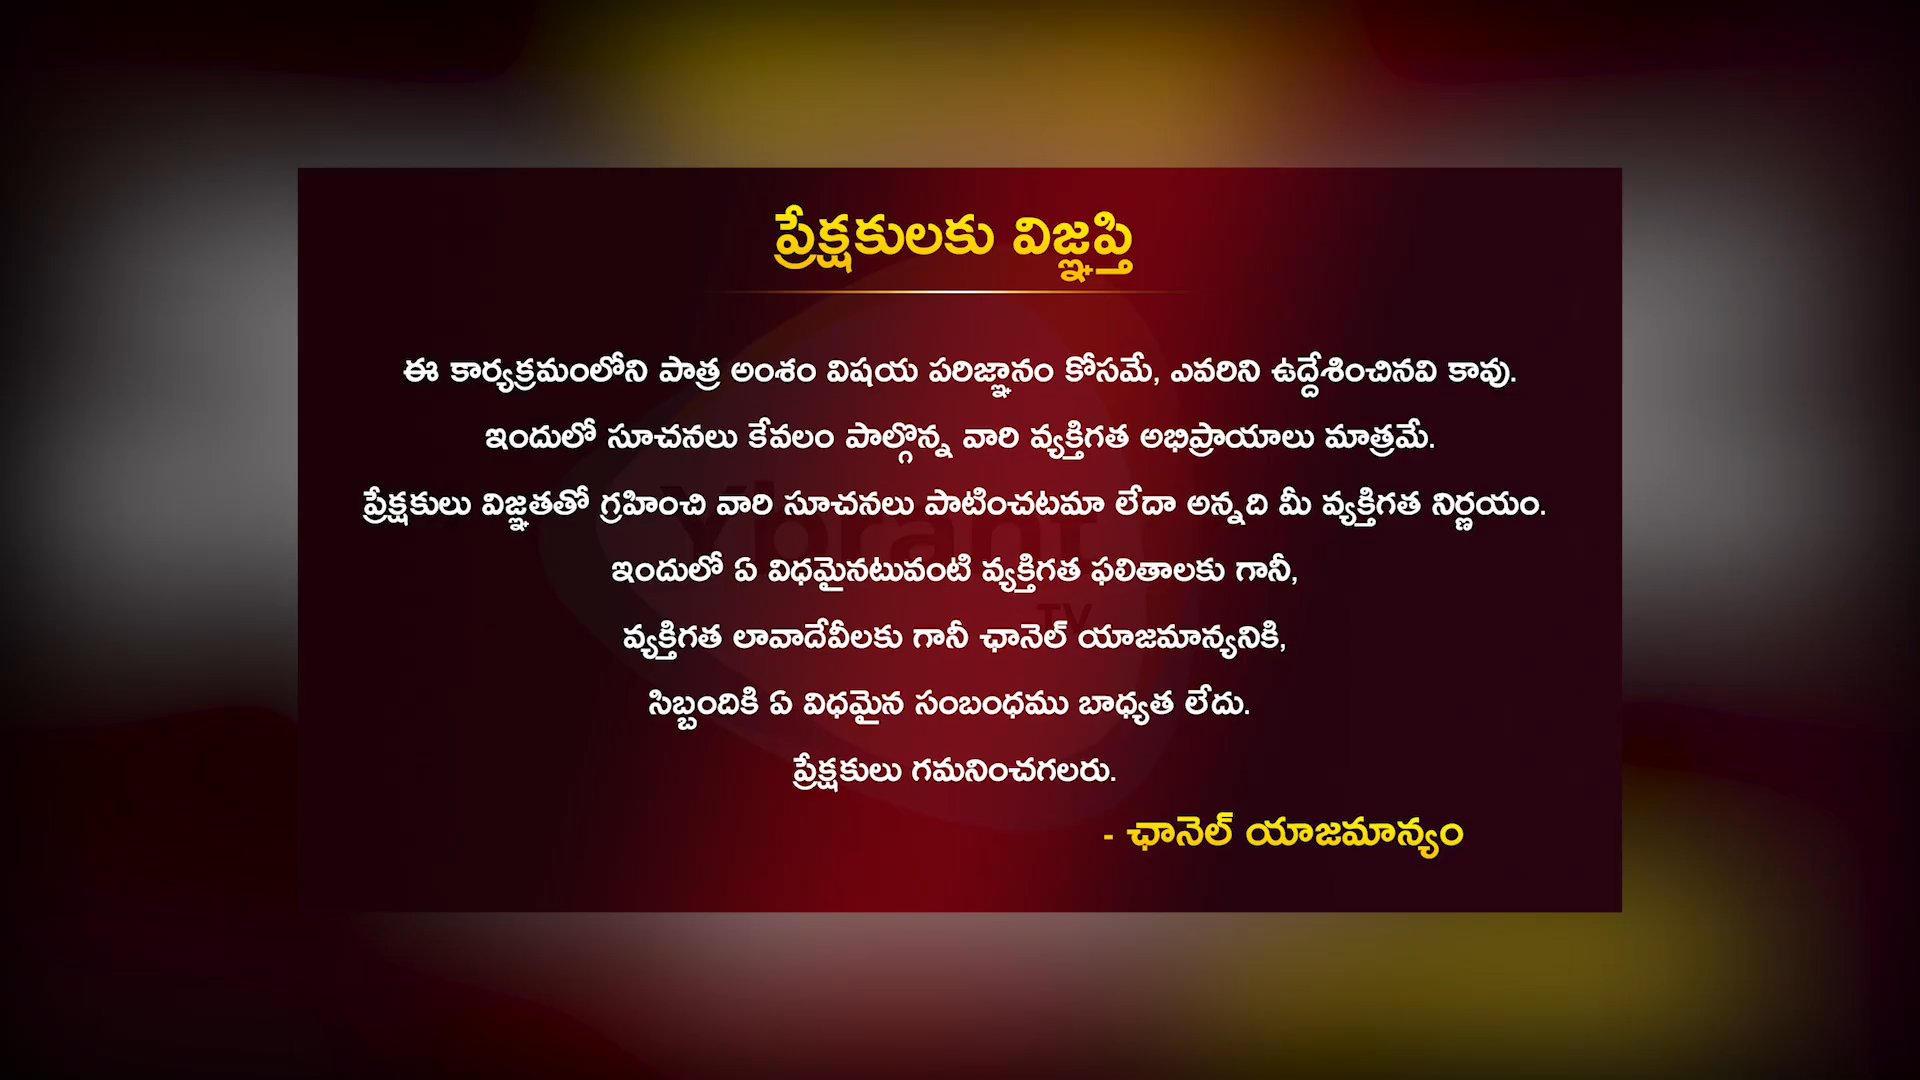 ప్రేక్షకులకు విజ్ఞప్తి
ఈ కార్యక్రమంలోని పాత్ర అంశం విషయ పరిజ్ఞానం కోసమే, ఎవరిని ఉద్దేశించినవి కావు.
ఇందులో సూచనలు కేవలం పాల్గొన్న వారి వ్యక్తిగత అభిప్రాయాలు మాత్రమే.
ప్రేక్షకులు విజ్ఞతతో గ్రహించి వారి సూచనలు పాటించటమా లేదా అన్నది మీ వ్యక్తిగత నిర్ణయం.
ఇందులో ఏ విధమైనటువంటి వ్యక్తిగత ఫలితాలకు గానీ,
వ్యక్తిగత లావాదేవీలకు గానీ ఛానెల్ యాజమాన్యనికి,
సిబ్బందికి ఏ విధమైన సంబంధము బాధ్యత లేదు.
ప్రేక్షకులు గమనించగలరు.
- ఛానెల్ యాజమాన్యం
Ybrant
TV